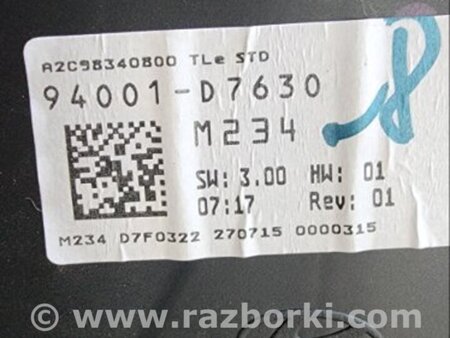 A2C98340800 TLe STD
94001-D7630
M234
SW: 3.00 HW: 01
07:17 Rev: 01
M234 D7F0322 270715 0000315
© www.razborki.com